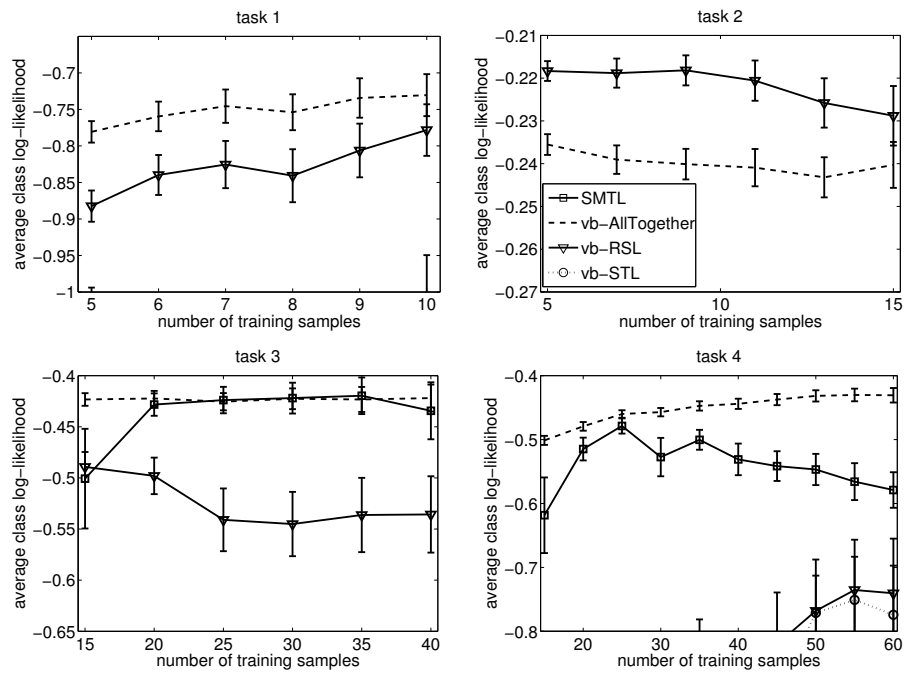 task 1
average class log−likelihood
−0.7
−0.75
−0.8
−0.85
−0.9
−0.95
−1
5 6 7 8 9 10
number of training samples
task 2
average class log−likelihood
−0.21
−0.22
−0.23
−0.24
−0.25
−0.26
−0.27
SMTL
vb−AllTogether
vb−RSL
vb−STL
5 10 15
number of training samples
task 3
average class log−likelihood
−0.4
−0.45
−0.5
−0.55
−0.6
−0.65
15 20 25 30 35 40
number of training samples
task 4
average class log−likelihood
−0.4
−0.5
−0.6
−0.7
−0.8
20 30 40 50 60
number of training samples